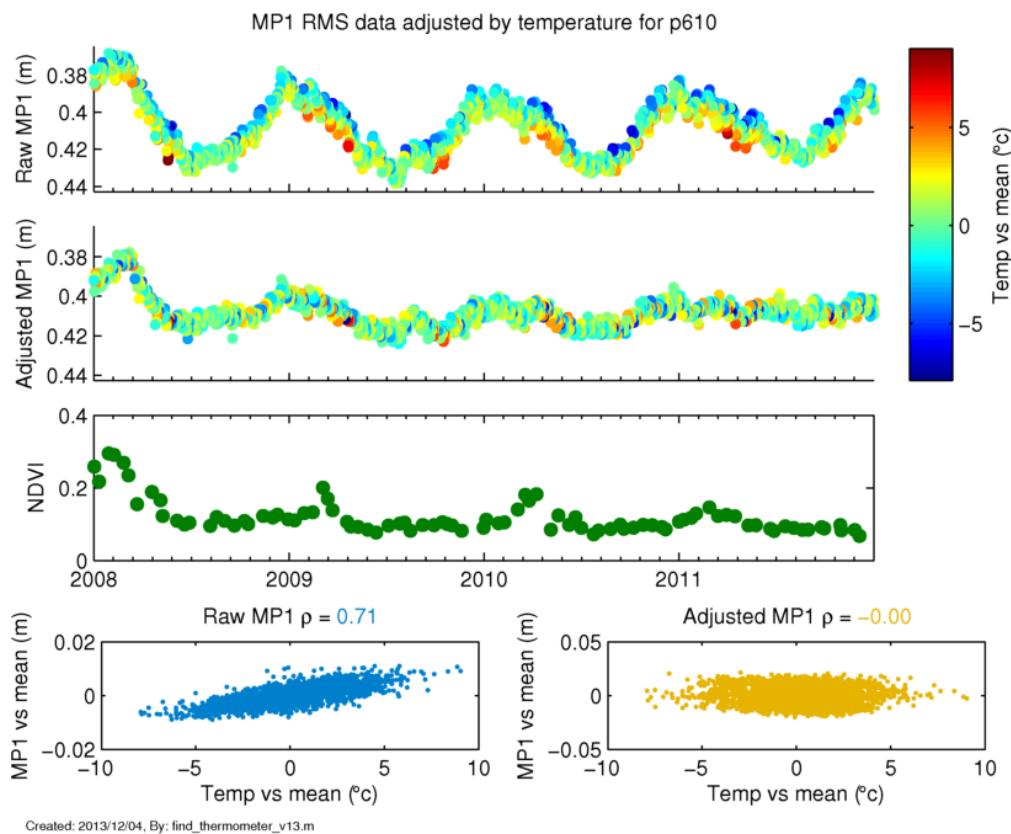 MP1 RMS data adjusted by temperature for p610
Raw MP1 (m)
0.38
0.4
0.42
0.44
Adjusted MP1 (m)
0.38
0.4
0.42
0.44
5
0
−5
Temp vs mean (ºc)
NDVI
0.4
0.2
0
2008 2009 2010 2011
Raw MP1 ρ = 0.71
MP1 vs mean (m)
0.02
0
−0.02
−10 −5 0 5 10
Temp vs mean (ºc)
Adjusted MP1 ρ = −0.00
MP1 vs mean (m)
0.05
0
−0.05
−10 −5 0 5 10
Temp vs mean (ºc)
Created: 2013/12/04, By: find_thermometer_v13.m